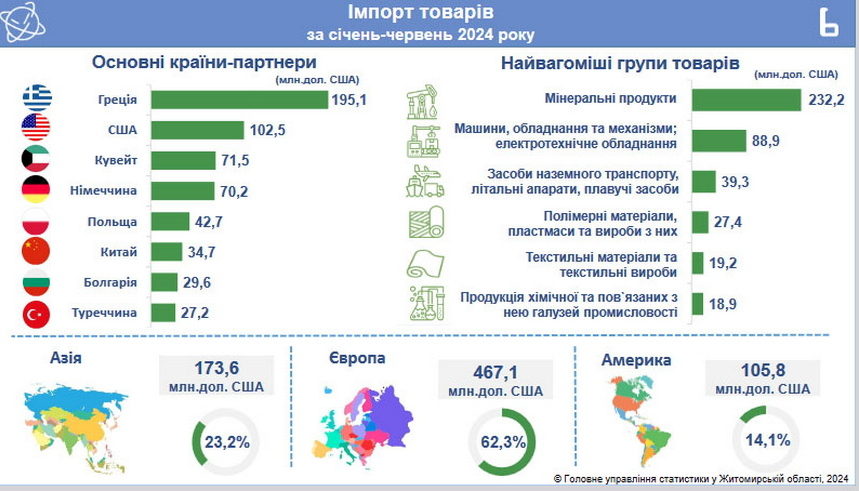 Імпорт товарів
за січень-червень 2024 року
Основні країни-партнери
(млн.дол. США)
Греція 195,1
США 102,5
Кувейт 71,5
Німеччина 70,2
Польща 42,7
Китай 34,7
Болгарія 29,6
Туреччина 27,2
Найвагоміші групи товарів
(млн.дол. США)
Мінеральні продукти 232,2
Машини, обладнання та механізми;
електротехнічне обладнання 88,9
Засоби наземного транспорту,
літальні апарати, плавучі засоби 39,3
Полімерні матеріали,
пластмаси та вироби з них 27,4
Текстильні матеріали та
текстильні вироби 19,2
Продукція хімічної та пов`язаних з
нею галузей промисловості 18,9
Азія
173,6
млн.дол. США
23,2%
Європа
467,1
млн.дол. США
62,3%
Америка
105,8
млн.дол. США
14,1%
© Головне управління статистики у Житомирській області, 2024